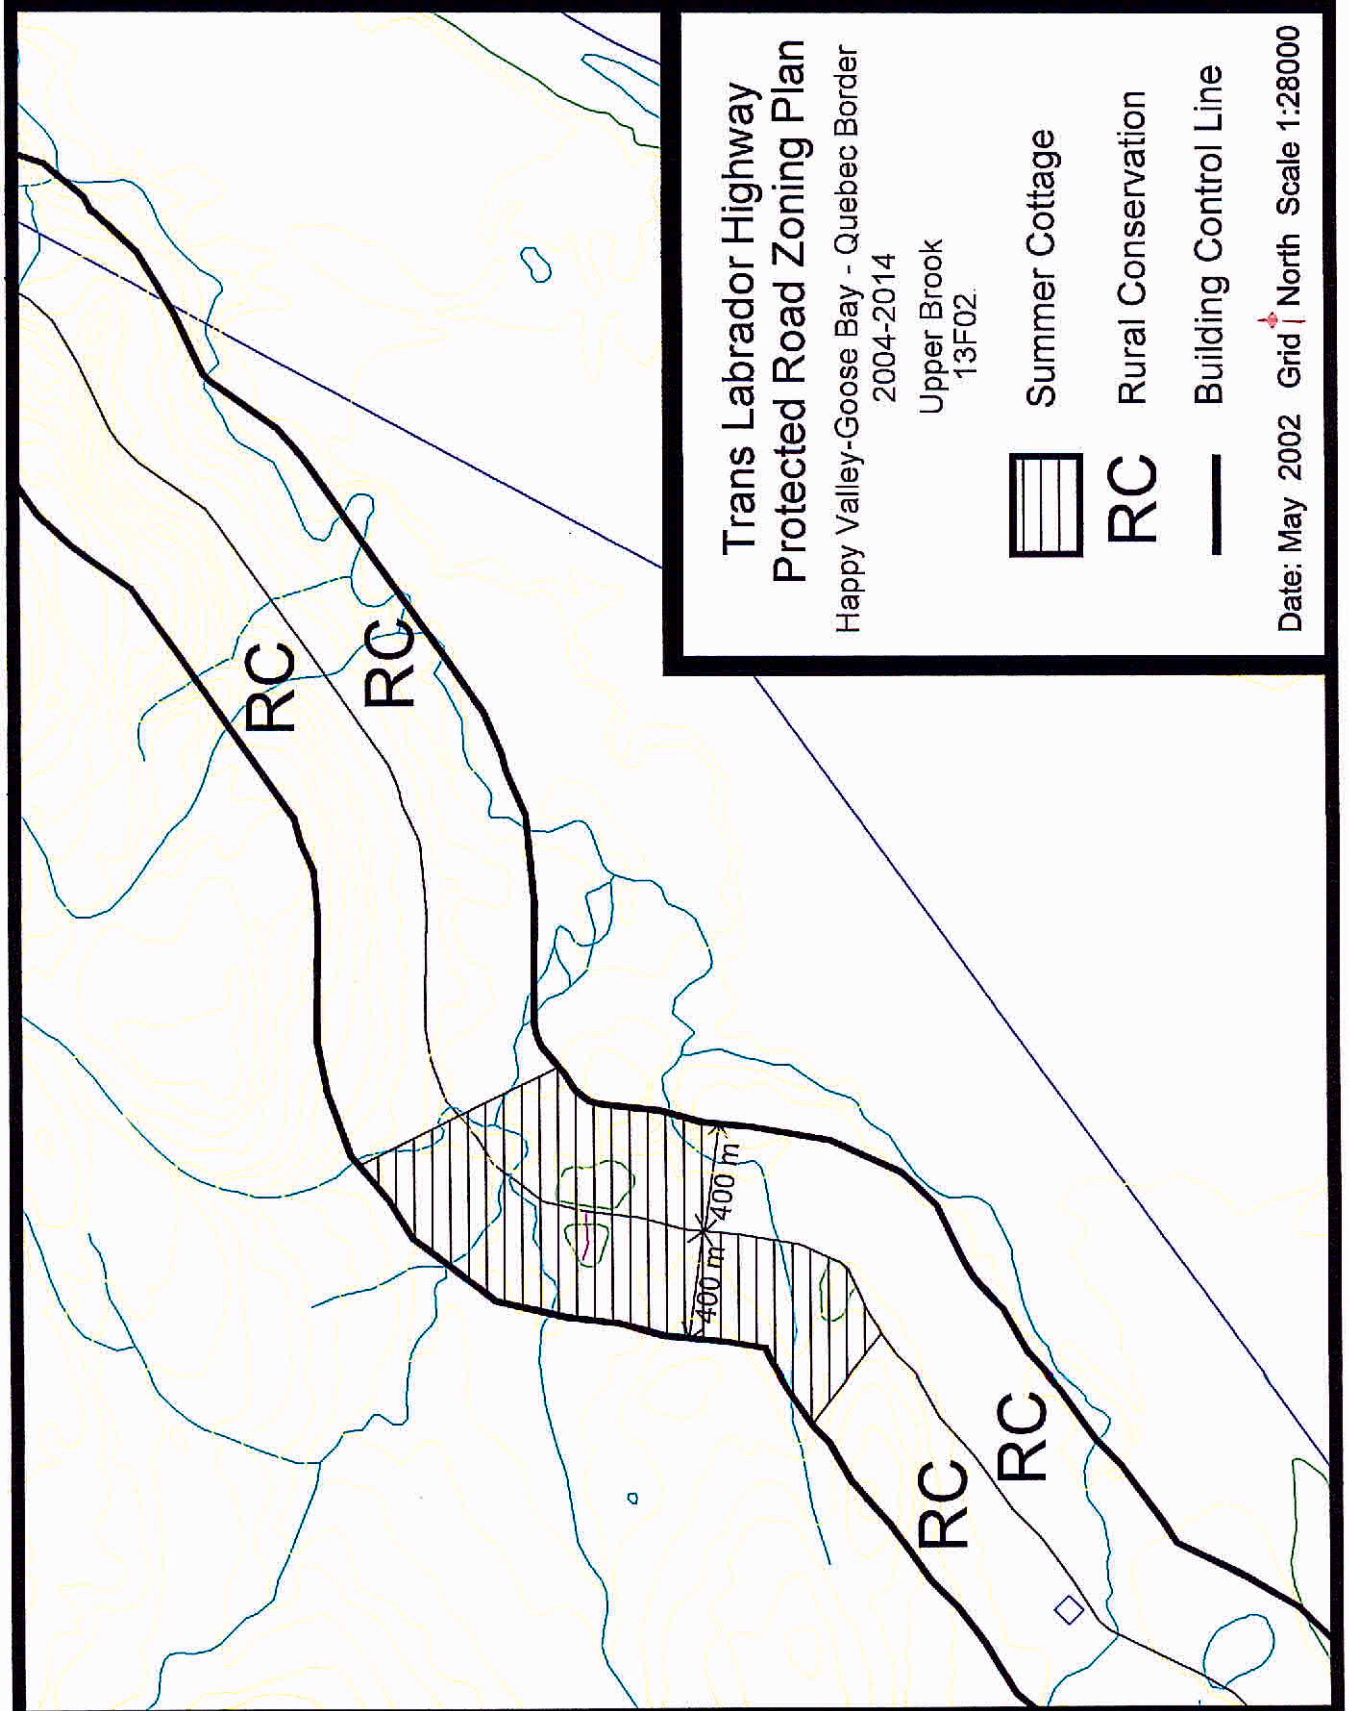 Trans Labrador Highway
Protected Road Zoning Plan
Happy Valley-Goose Bay - Quebec Border
2004-2014
Upper Brook
13F02
Summer Cottage
RC Rural Conservation
Building Control Line
Date: May 2002 Grid North Scale 1:28000
RC
RC
400 m
400 m
RC
RC